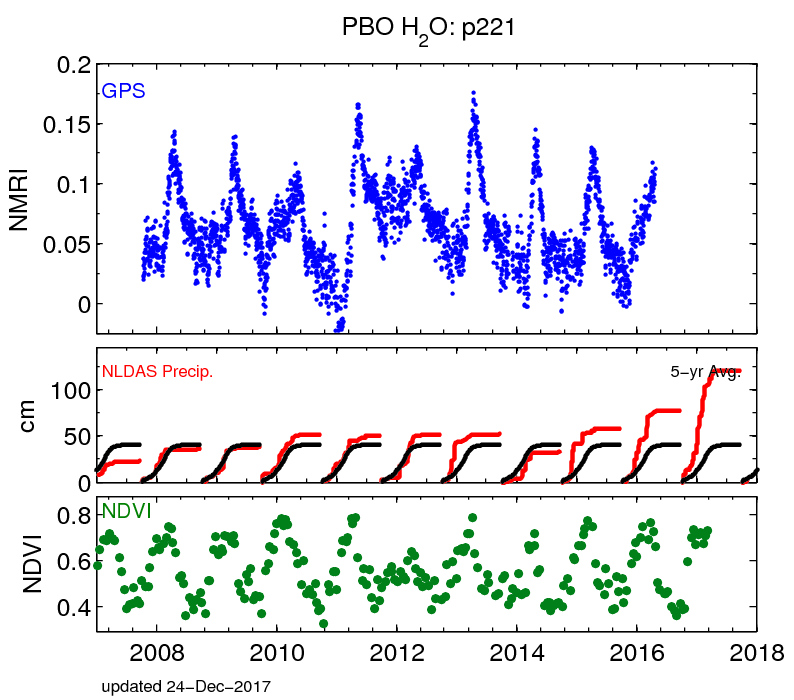 PBO H2O: p221
GPS
NMRI
0.2
0.15
0.1
0.05
0
NLDAS Precip.
5−yr Avg.
cm
100
50
0
NDVI
NDVI
0.8
0.6
0.4
2008 2010 2012 2014 2016 2018
updated 24−Dec−2017